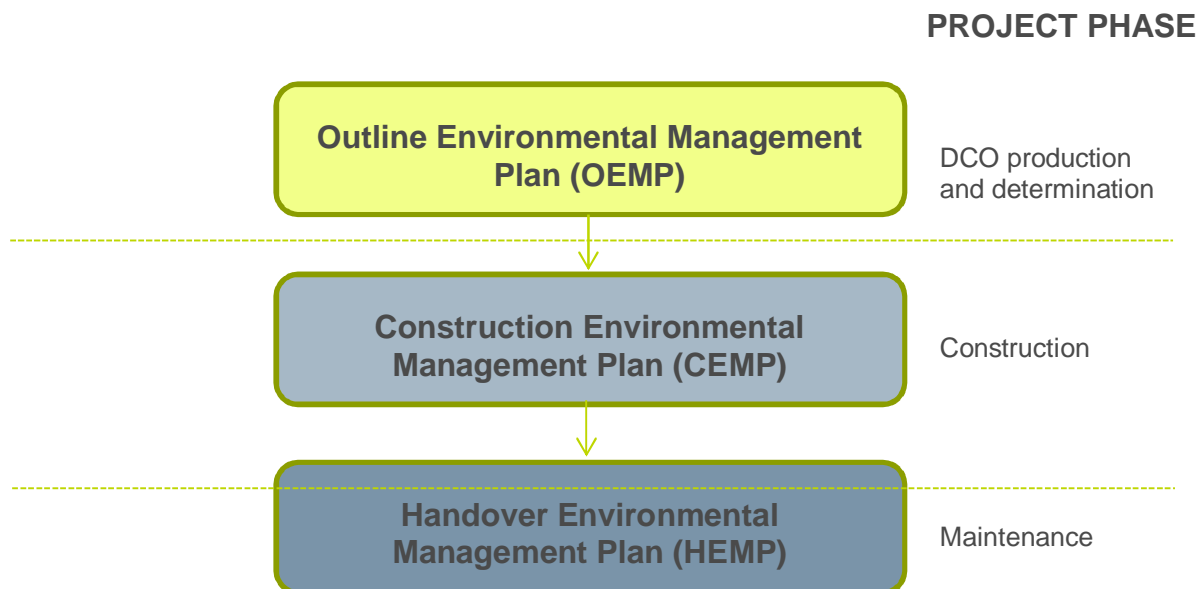 PROJECT PHASE
Outline Environmental Management
Plan (OEMP)
DCO production
and determination
Construction Environmental
Management Plan (CEMP)
Construction
Handover Environmental
Management Plan (HEMP)
Maintenance